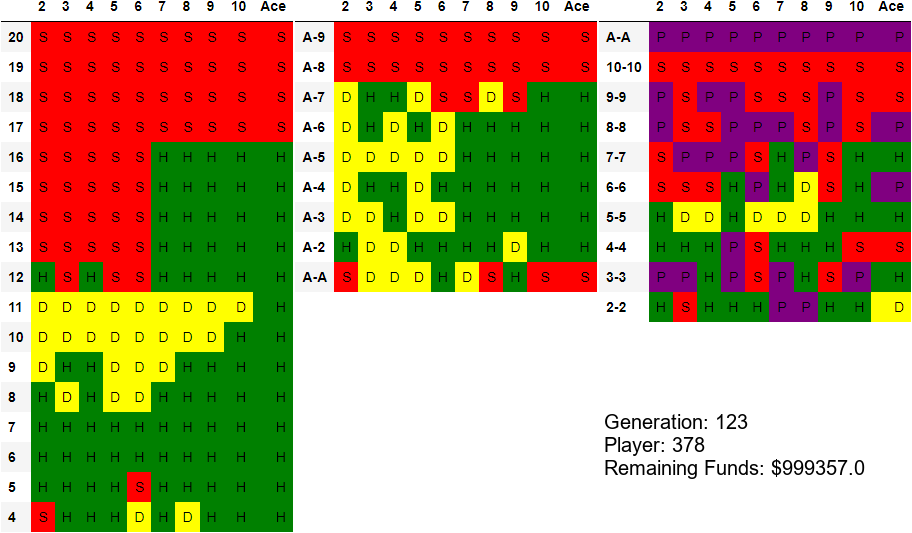 2 3 4 5 6 7 8 9 10 Ace 2 3 4 5 6 7 8 9 10 Ace 2 3 4 5 6 7 8 9 10 Ace
20 S S S S S S S S S S A-9 S S S S S S S S S S A-A P P P P P P P P P P
19 S S S S S S S S S S A-8 S S S S S S S S S S 10-10 S S S S S S S S S S
18 S S S S S S S S S S A-7 D H H D S S D S H H 9-9 P S P P S S S P S S
17 S S S S S S S S S S A-6 D H D H D H H H H H 8-8 P S S P P P S P S P
16 S S S S S H H H H H A-5 D D D D D H H H H H 7-7 S P P P S H P S H H
15 S S S S S H H H H H A-4 D H H D H H H H H H 6-6 S S S H P H D S H P
14 S S S S S H H H H H A-3 D D H D D H H H H H 5-5 H D D H D D D H H H
13 S S S S S H H H H H A-2 H D D H H H H D H H 4-4 H H H P S H H H S S
12 H S H S S H H H H H A-A S D D D H D S H S S 3-3 P P H P S P H S P H
11 D D D D D D D D D H 2-2 H S H H H P P H H D
10 D D D D D D D D H H
9 D H H D D D H H H H
8 H D H D D H H H H H
7 H H H H H H H H H H
6 H H H H H H H H H H
5 H H H H S H H H H H
4 S H H H D H D H H H
Generation: 123
Player: 378
Remaining Funds: $999357.0